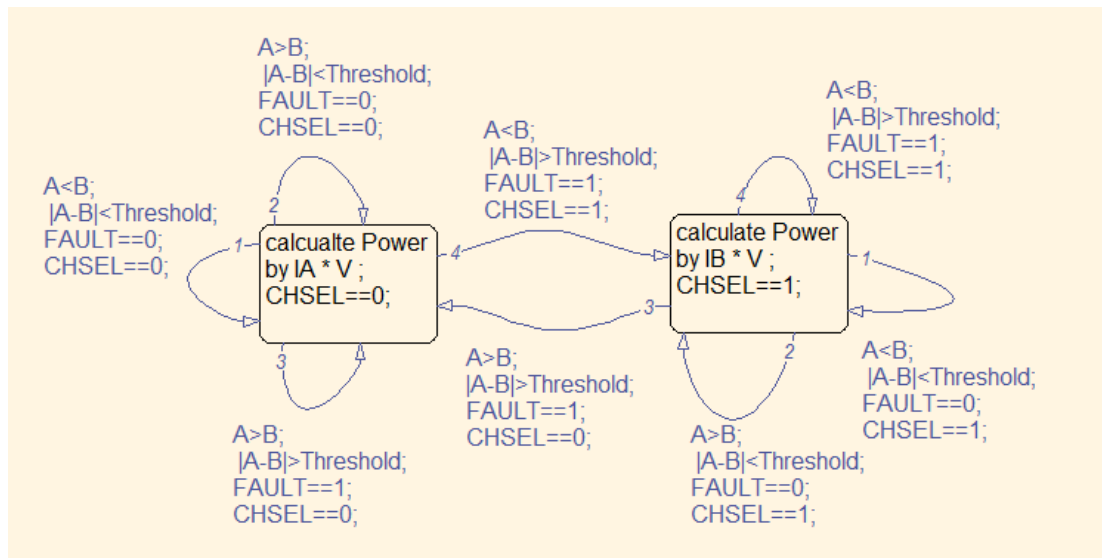 A>B;
|A-B|<Threshold;
FAULT==0;
CHSEL==0;
A<B;
|A-B|<Threshold;
FAULT==0;
CHSEL==0;
2
1
calcualte Power
by IA * V ;
CHSEL==0;
3
A>B;
|A-B|>Threshold;
FAULT==1;
CHSEL==0;
A<B;
|A-B|>Threshold;
FAULT==1;
CHSEL==1;
4
3
A>B;
|A-B|>Threshold;
FAULT==1;
CHSEL==0;
A<B;
|A-B|>Threshold;
FAULT==1;
CHSEL==1;
4
calculate Power
by IB * V ;
CHSEL==1;
1
2
A<B;
|A-B|<Threshold;
FAULT==0;
CHSEL==1;
A>B;
|A-B|<Threshold;
FAULT==0;
CHSEL==1;